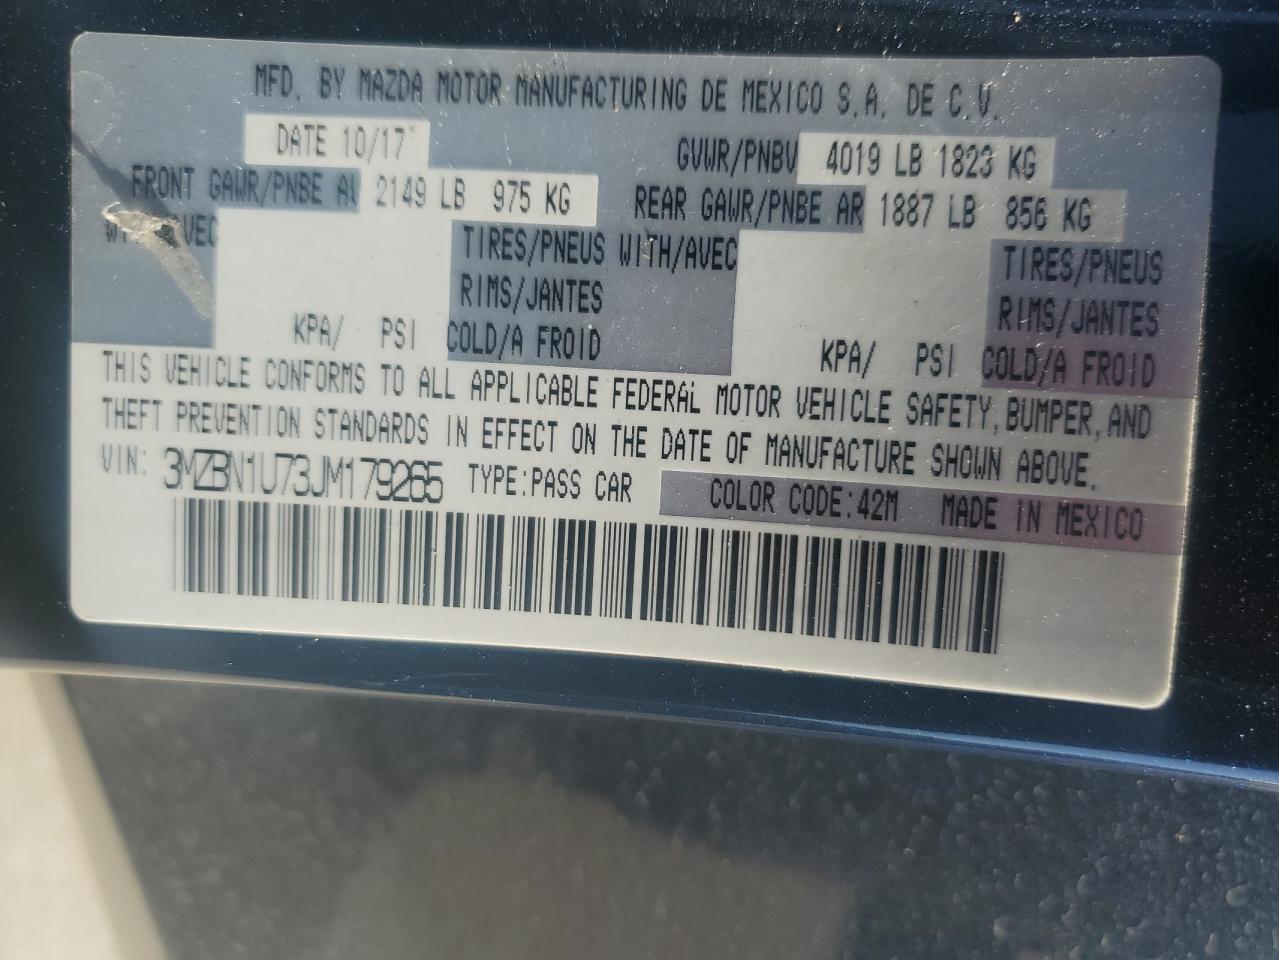 MFD. BY MAZDA MOTOR MANUFACTURING DE MEXICO S.A. DE C.V.
DATE 10/17 GVWR/PNBV 4019 LB 1823 KG
FRONT GAWR/PNBE AV 2149 LB 975 KG REAR GAWR/PNBE AR 1887 LB 856 KG
TIRES/PNEUS WITH/AVEC TIRES/PNEUS
RIMS/JANTES RIMS/JANTES
KPA/ PSI COLD/A FROID KPA/ PSI COLD/A FROID
THIS VEHICLE CONFORMS TO ALL APPLICABLE FEDERAL MOTOR VEHICLE SAFETY, BUMPER, AND
THEFT PREVENTION STANDARDS IN EFFECT ON THE DATE OF MANUFACTURE SHOWN ABOVE.
VIN: 3MZBN1U73JM179265 TYPE:PASS CAR COLOR CODE:42M MADE IN MEXICO